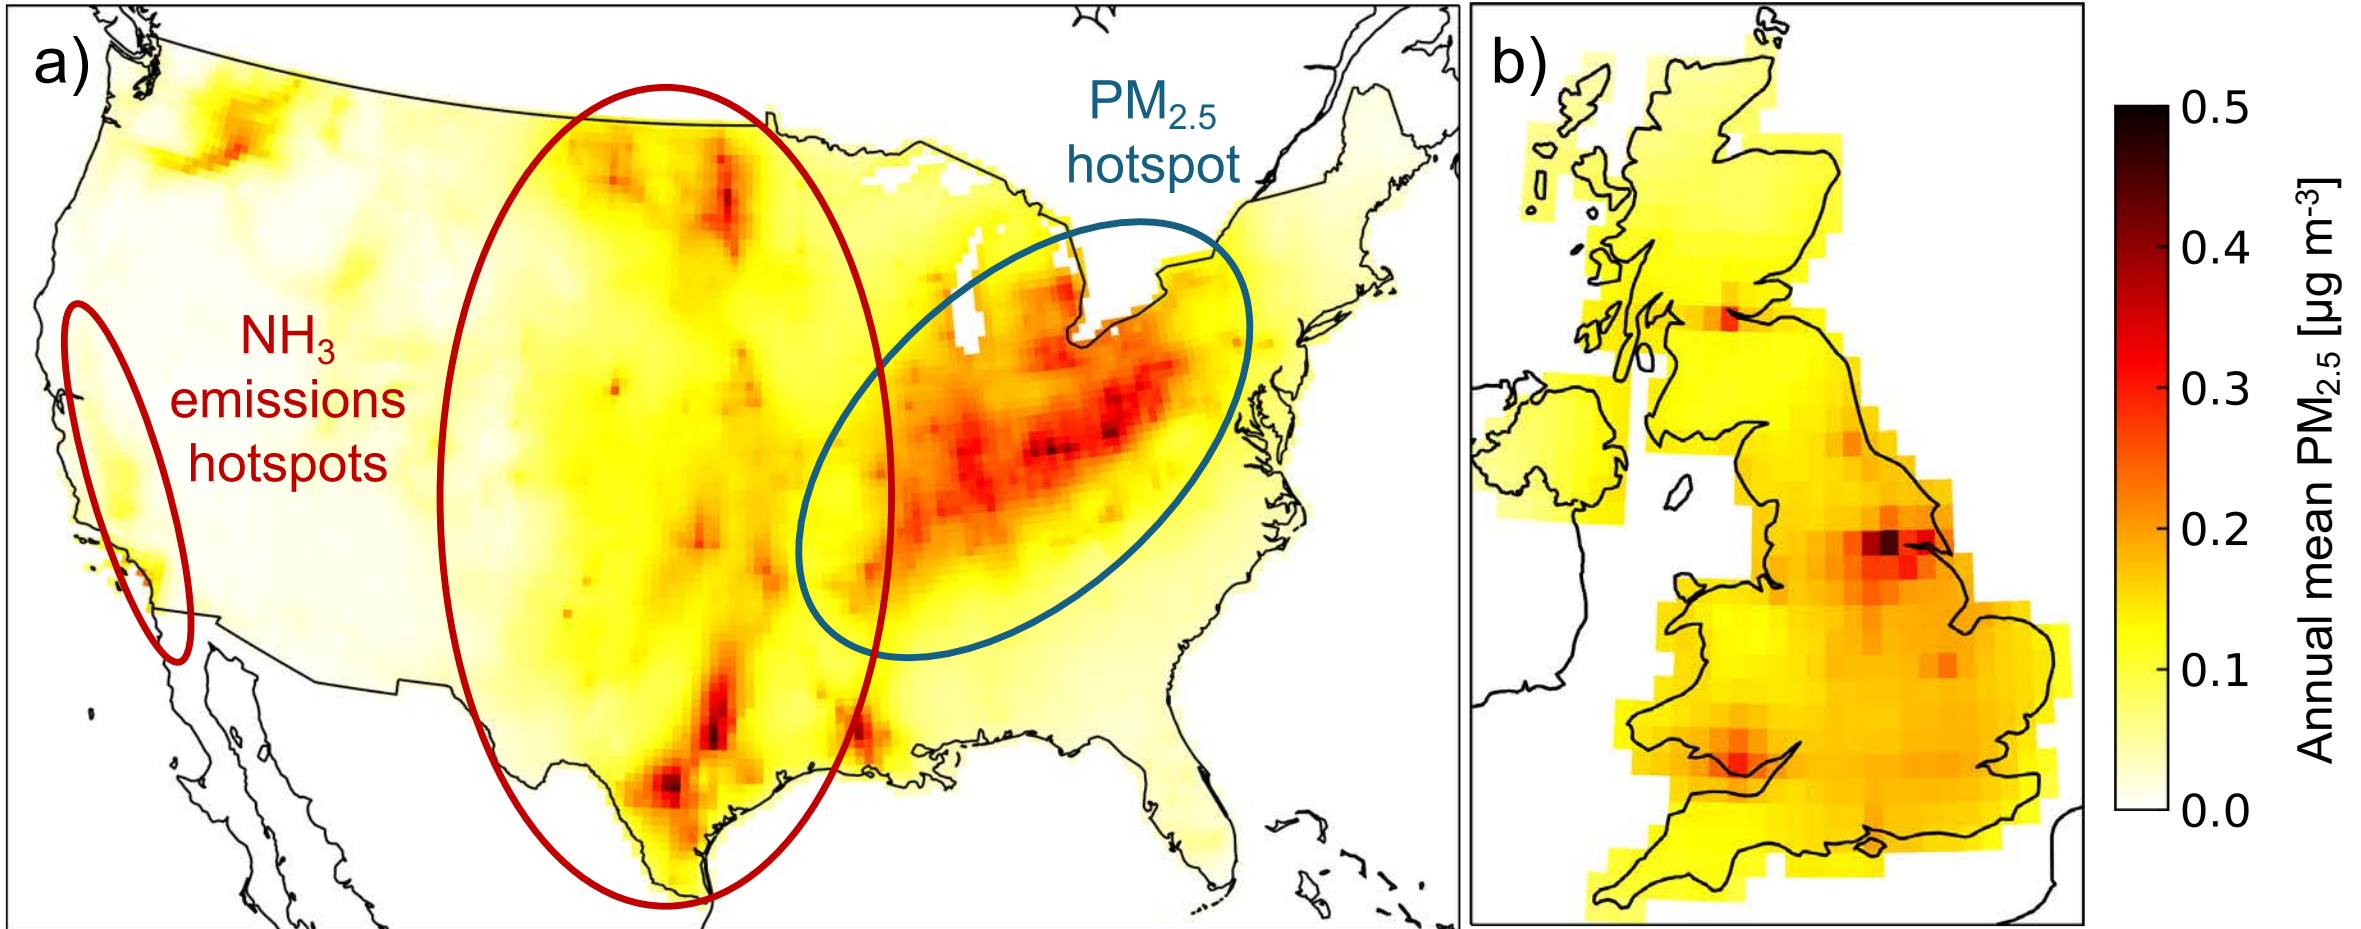 a)
PM₂.₅
hotspot
NH₃
emissions
hotspots
b)
0.5
0.4
0.3
0.2
0.1
0.0
Annual mean PM₂.₅ [µg m⁻³]